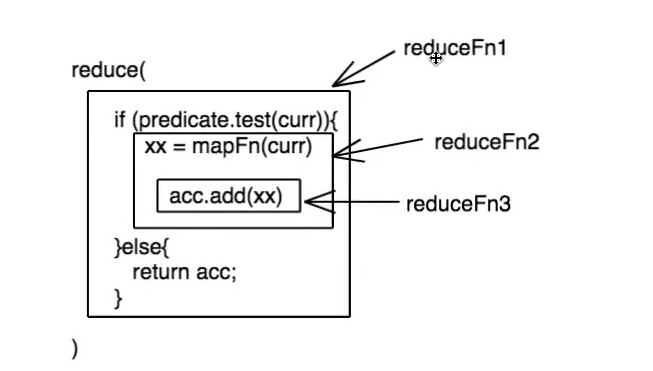 reduceFn1
reduce(
if (predicate.test(curr)){
xx = mapFn(curr)
reduceFn2
acc.add(xx)
reduceFn3
}else{
return acc;
}
)